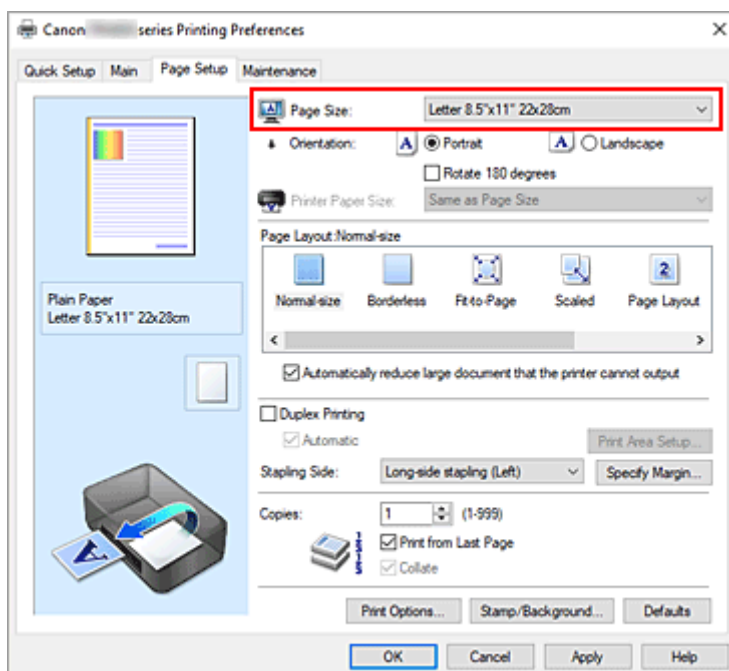 Canon series Printing Preferences
Quick Setup Main Page Setup Maintenance
Page Size: Letter 8.5"x11" 22x28cm
Orientation: A Portrait A Landscape
Rotate 180 degrees
Printer Paper Size: Same as Page Size
Page Layout:Normal-size
2
Normal-size Borderless Fit-to-Page Scaled Page Layout
Plain Paper
Letter 8.5"x11" 22x28cm
Automatically reduce large document that the printer cannot output
Duplex Printing
Automatic Print Area Setup...
Stapling Side: Long-side stapling (Left) Specify Margin...
Copies: 1 (1-999)
Print from Last Page
Collate
A
Print Options... Stamp/Background... Defaults
OK Cancel Apply Help